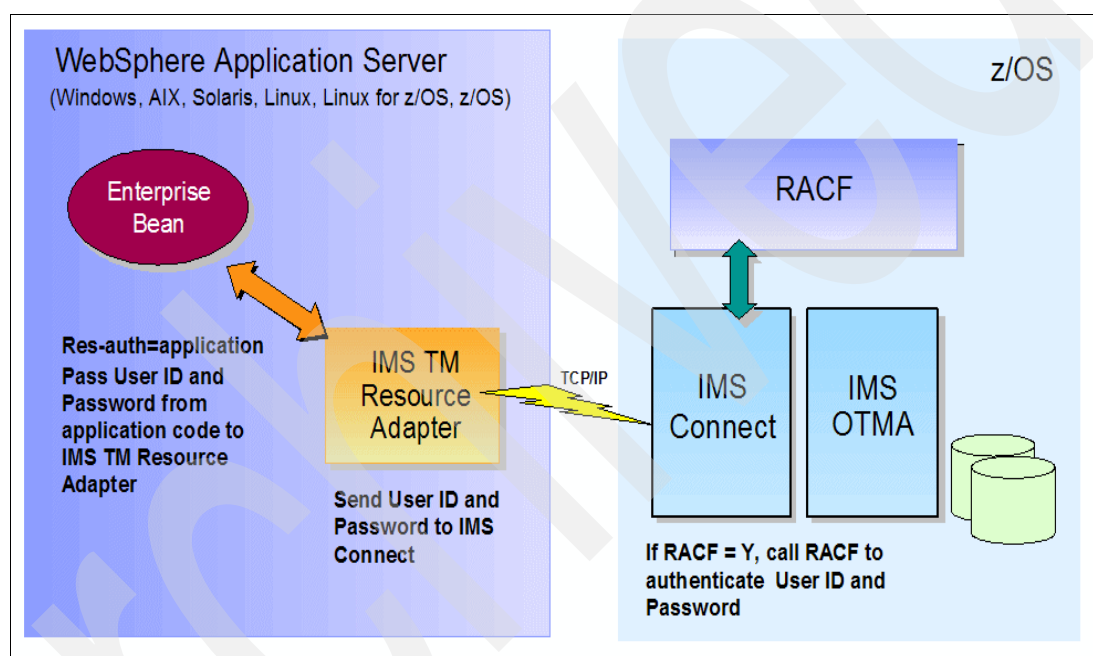 WebSphere Application Server
(Windows, AIX, Solaris, Linux, Linux for z/OS, z/OS)
z/OS
Enterprise
Bean
RACF
Res-auth=application
Pass User ID and
Password from
application code to
IMS TM Resource
Adapter
IMS TM
Resource
Adapter
TCP/IP
IMS
Connect
IMS
OTMA
Send User ID and
Password to IMS
Connect
If RACF = Y, call RACF to
authenticate User ID and
Password